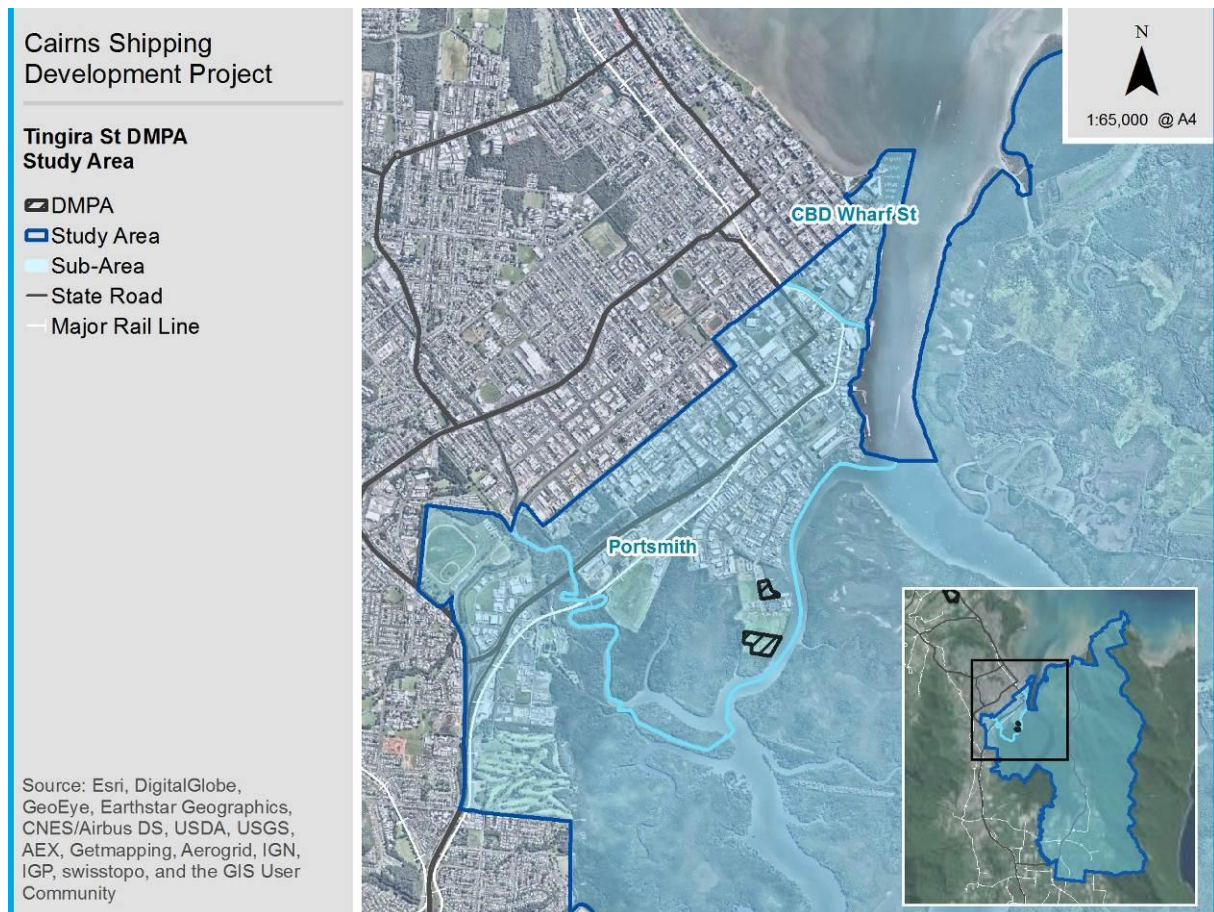 Cairns Shipping
Development Project
Tingira St DMPA
Study Area
DMPA
Study Area
Sub-Area
State Road
Major Rail Line
Source: Esri, DigitalGlobe,
GeoEye, Earthstar Geographics,
CNES/Airbus DS, USDA, USGS,
AEX, Getmapping, Aerogrid, IGN,
IGP, swisstopo, and the GIS User
Community
N
1:65,000 @ A4
CBD Wharf St
Portsmith